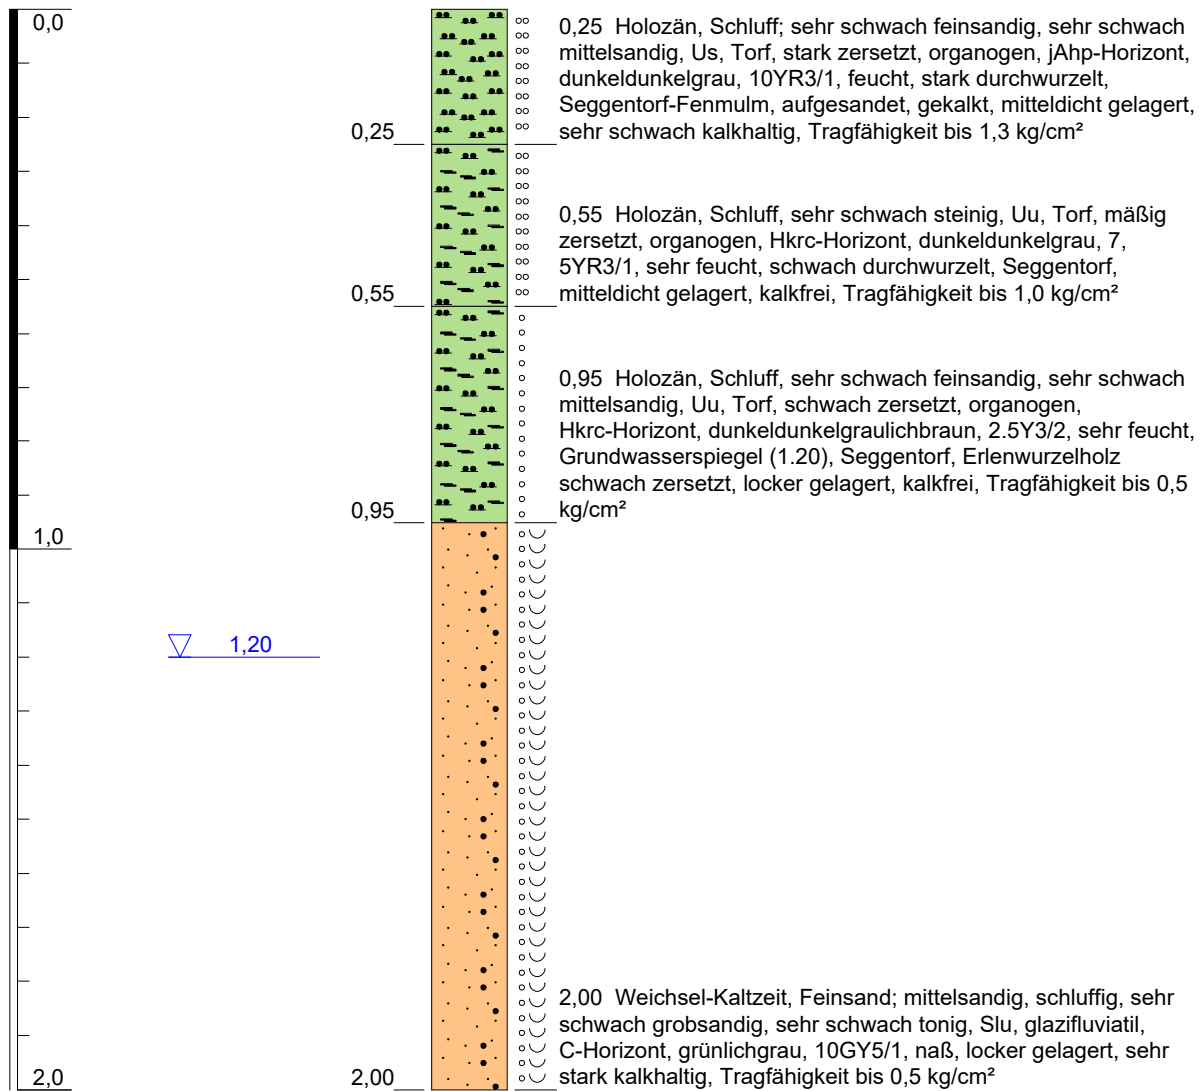 0,0
0,25 Holozän, Schluff; sehr schwach feinsandig, sehr schwach
mittelsandig, Us, Torf, stark zersetzt, organogen, jAhp-Horizont,
dunkeldunkelgrau, 10YR3/1, feucht, stark durchwurzelt,
Seggentorf-Fenmulm, aufgesandet, gekalkt, mitteldicht gelagert,
sehr schwach kalkhaltig, Tragfähigkeit bis 1,3 kg/cm²
0,25
0,55 Holozän, Schluff, sehr schwach steinig, Uu, Torf, mäßig
zersetzt, organogen, Hkrc-Horizont, dunkeldunkelgrau, 7,
5YR3/1, sehr feucht, schwach durchwurzelt, Seggentorf,
mitteldicht gelagert, kalkfrei, Tragfähigkeit bis 1,0 kg/cm²
0,55
0,95 Holozän, Schluff, sehr schwach feinsandig, sehr schwach
mittelsandig, Uu, Torf, schwach zersetzt, organogen,
Hkrc-Horizont, dunkeldunkelgraulichbraun, 2.5Y3/2, sehr feucht,
Grundwasserspiegel (1.20), Seggentorf, Erlenwurzelholz
schwach zersetzt, locker gelagert, kalkfrei, Tragfähigkeit bis 0,5
kg/cm²
0,95
1,0
1,20
2,00 Weichsel-Kaltzeit, Feinsand; mittelsandig, schluffig, sehr
schwach grobsandig, sehr schwach tonig, Slu, glazifluviatil,
C-Horizont, grünlichgrau, 10GY5/1, naß, locker gelagert, sehr
stark kalkhaltig, Tragfähigkeit bis 0,5 kg/cm²
2,0
2,00